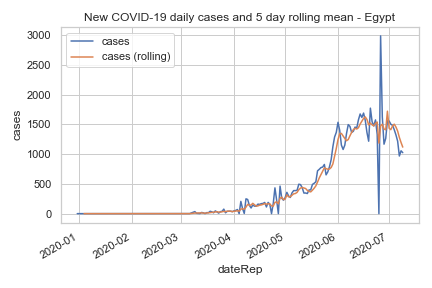 New COVID-19 daily cases and 5 day rolling mean - Egypt
cases
cases (rolling)
3000
2500
2000
1500
1000
500
0
cases
2020-01
2020-02
2020-03
2020-04
2020-05
2020-06
2020-07
dateRep